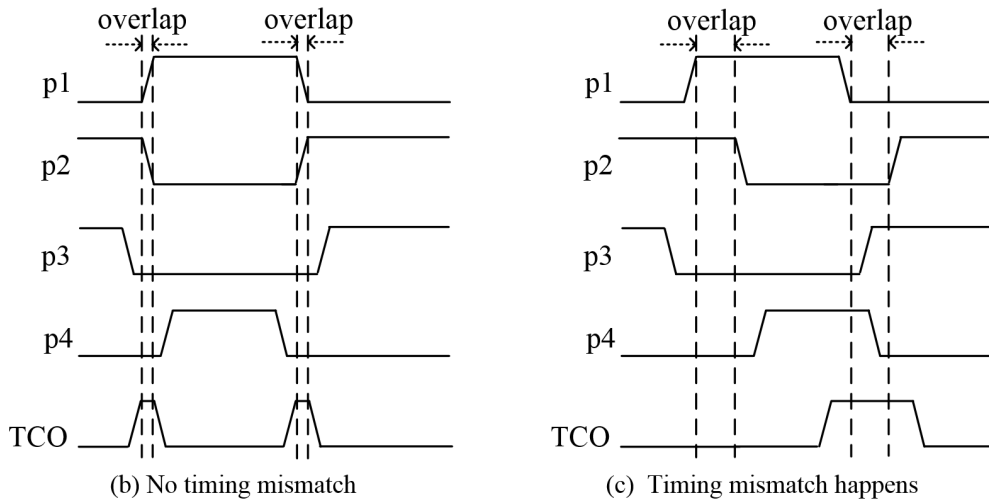 overlap overlap overlap overlap
p1 p1
p2 p2
p3 p3
p4 p4
TCO TCO
(b) No timing mismatch (c) Timing mismatch happens